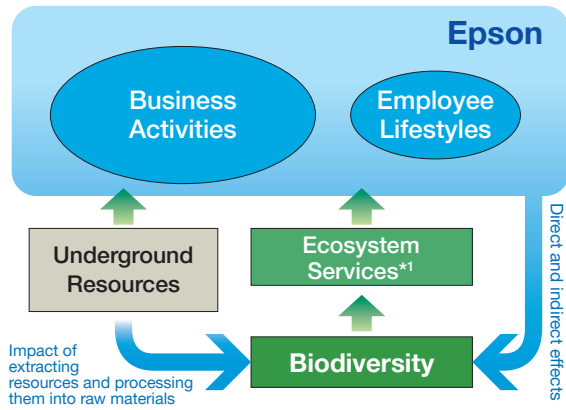 Epson
Business
Activities
Employee
Lifestyles
Underground
Resources
Ecosystem
Services*1
Direct and indirect effects
Impact of
extracting
resources and processing
them into raw materials
Biodiversity